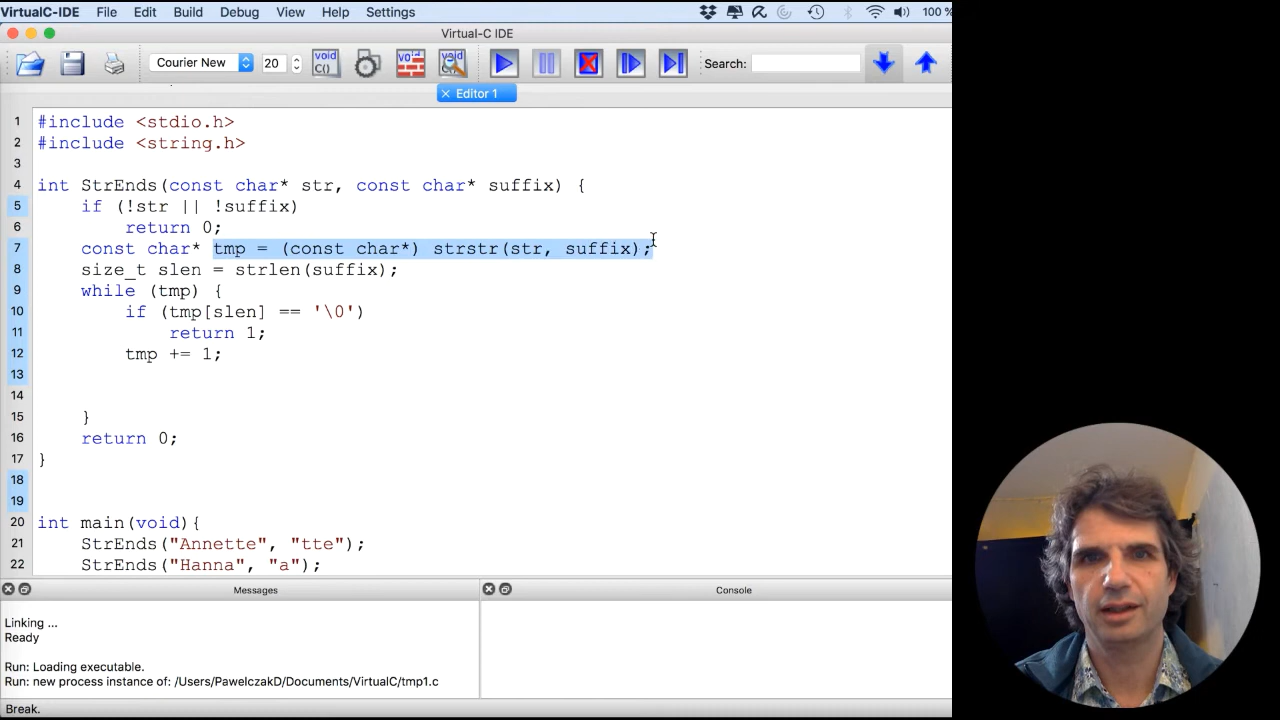 VirtualC-IDE File Edit Build Debug View Help Settings 100 %
Virtual-C IDE
Courier New 20 void C() void void Search:
× Editor 1
1 #include <stdio.h>
2 #include <string.h>
3
4 int StrEnds(const char* str, const char* suffix) {
5 if (!str || !suffix)
6 return 0;
7 const char* tmp = (const char*) strstr(str, suffix);
8 size_t slen = strlen(suffix);
9 while (tmp) {
10 if (tmp[slen] == '\0')
11 return 1;
12 tmp += 1;
13
14
15 }
16 return 0;
17 }
18
19
20 int main(void){
21 StrEnds("Annette", "tte");
22 StrEnds("Hanna", "a");
Messages
Console
Linking ...
Ready
Run: Loading executable.
Run: new process instance of: /Users/PawelczakD/Documents/VirtualC/tmp1.c
Break.